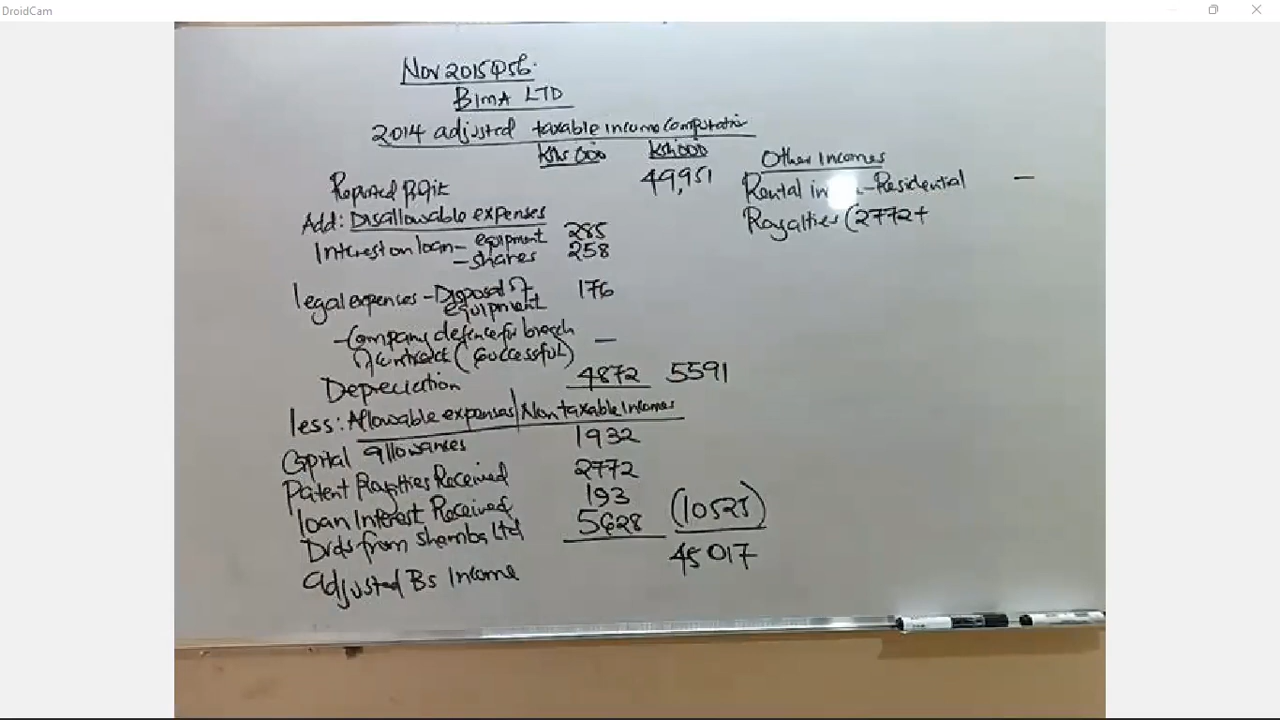 DroidCam
Nov 2015 Q5b.
BIMA LTD
2014 adjusted taxable income computation
Kshs 000 Ksh 000
Reported Profit 49,951
Add: Disallowable expenses
Interest on loan - equipment 285
- shares 258
legal expenses - Disposal of equipment 176
- Company defence for breach
of contract (successful) —
Depreciation 4872 5591
less: Allowable expenses/Non taxable incomes
Capital allowances 1932
Patent Royalties Received 2772
loan Interest Received 193
Divds from Shamba Ltd 5628 (10525)
adjusted Bs Income 45017
Other Incomes
Rental in - Residential —
Royalties (2772+